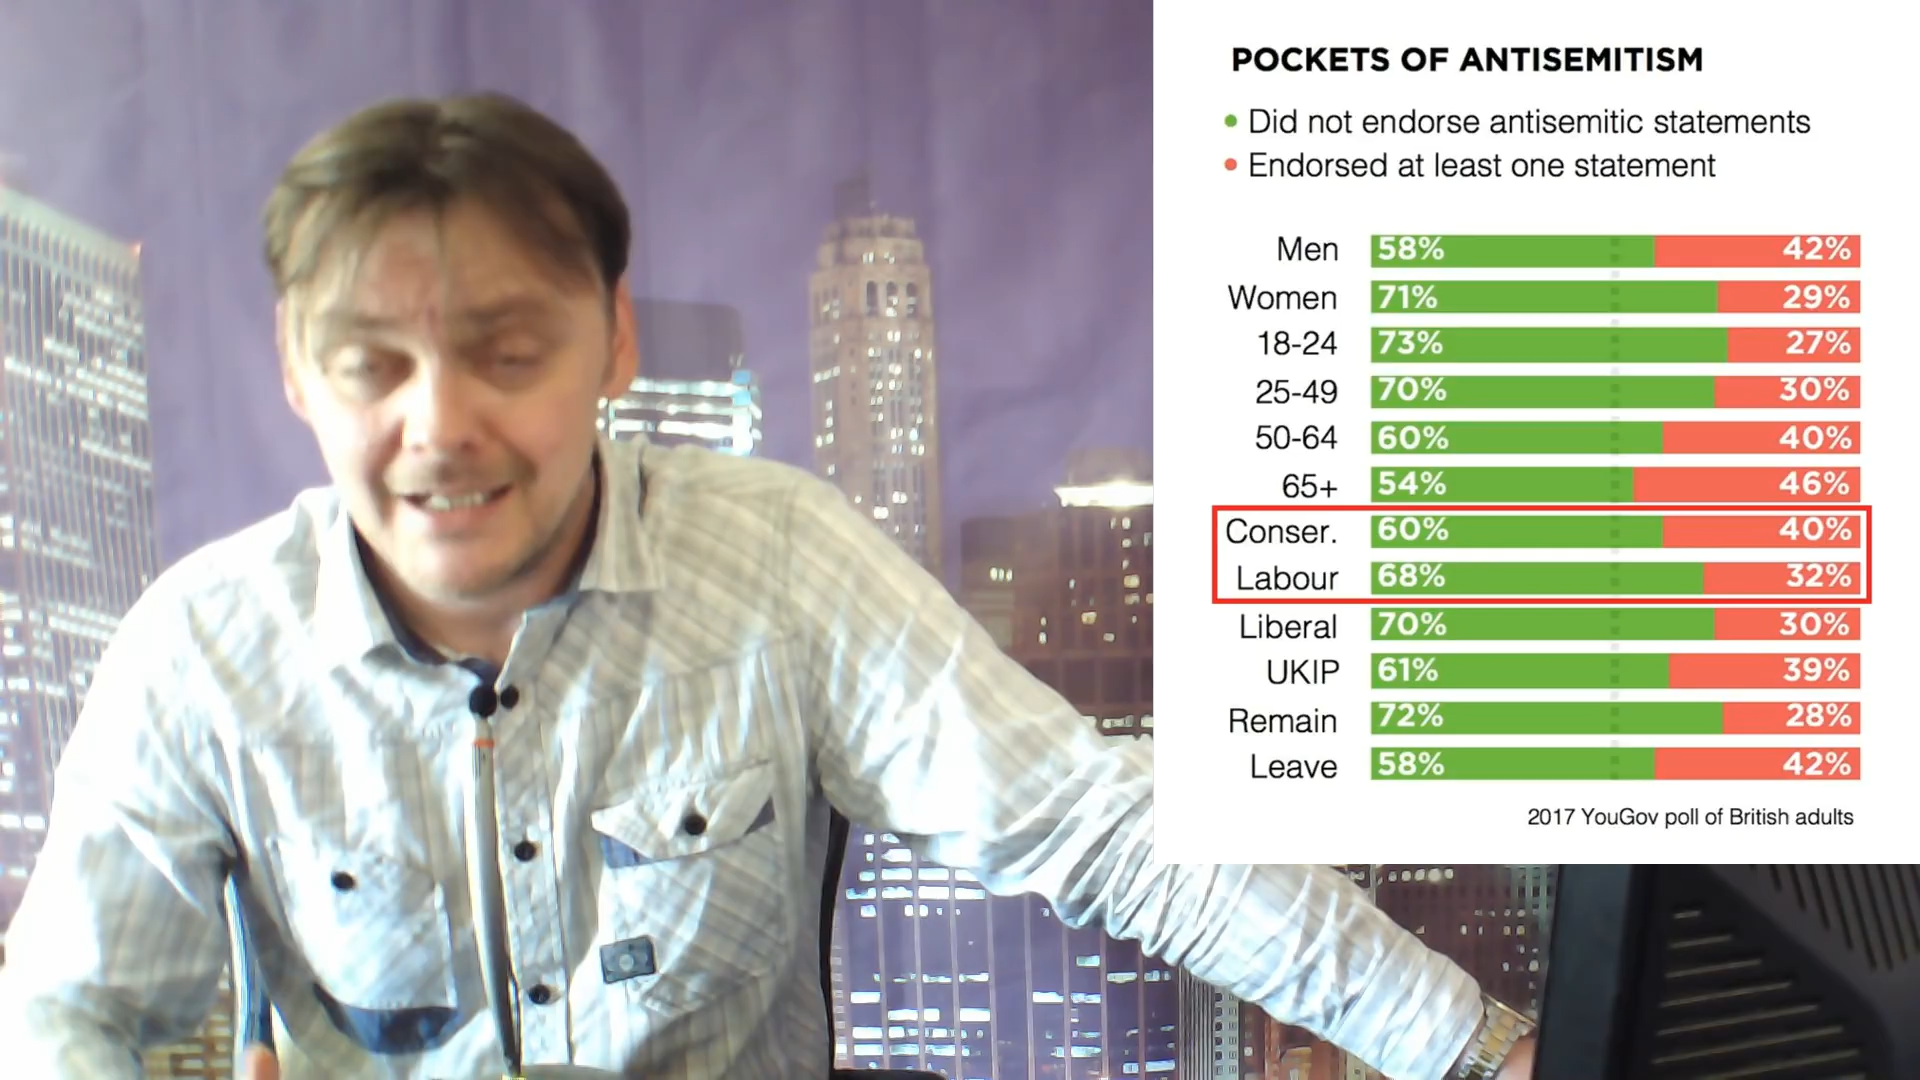 POCKETS OF ANTISEMITISM
• Did not endorse antisemitic statements
• Endorsed at least one statement
Men 58% 42%
Women 71% 29%
18-24 73% 27%
25-49 70% 30%
50-64 60% 40%
65+ 54% 46%
Conser. 60% 40%
Labour 68% 32%
Liberal 70% 30%
UKIP 61% 39%
Remain 72% 28%
Leave 58% 42%
2017 YouGov poll of British adults